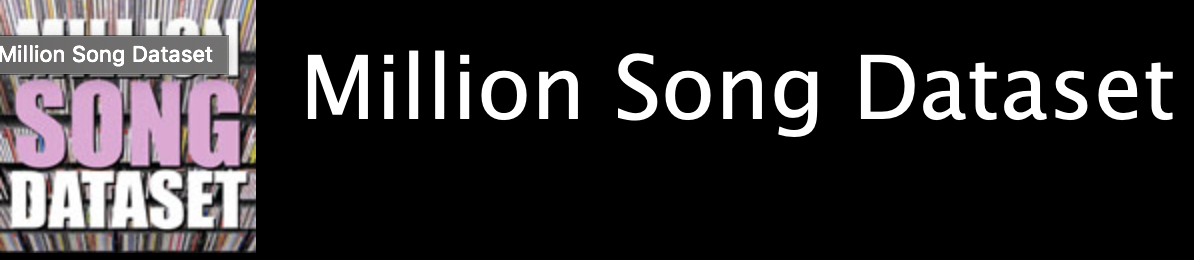 MILLION
Million Song Dataset
SONG
DATASET
Million Song Dataset